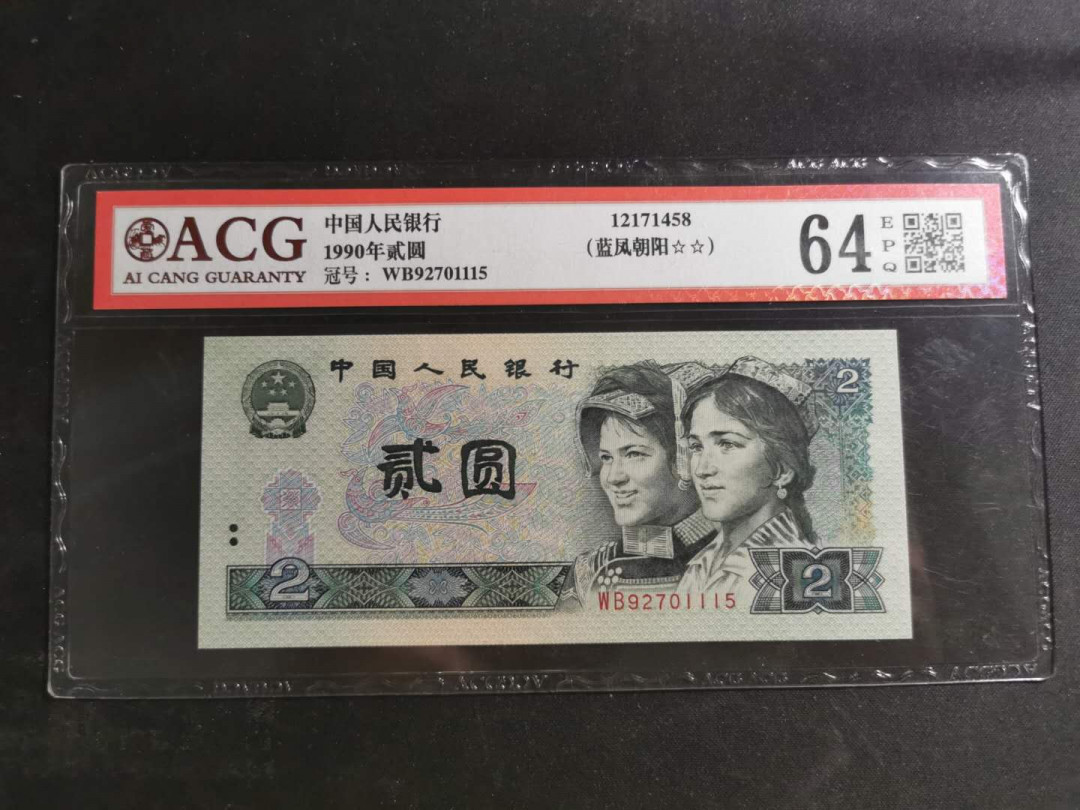 ACG
AI CANG GUARANTY
中国人民银行
1990年贰圆
冠号：WB92701115
12171458
（蓝凤朝阳☆☆）
64
EPQ
中国人民银行
2
贰圆
2
WB92701115
2